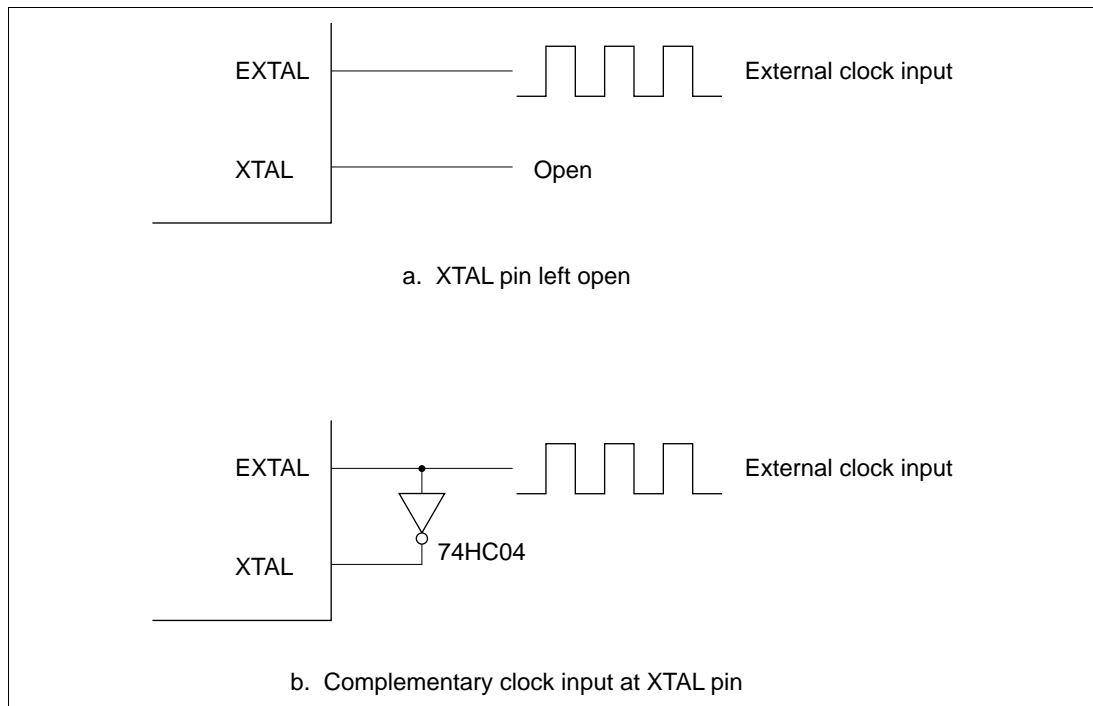 EXTAL
External clock input
XTAL
Open
a. XTAL pin left open
EXTAL
External clock input
74HC04
XTAL
b. Complementary clock input at XTAL pin